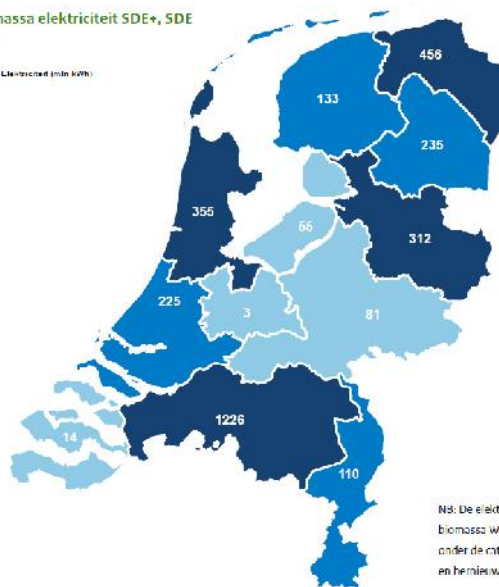 massa elektriciteit SDE+, SDE
Elektriciteit (mln kWh)
456
133
235
355
312
225
3
81
1226
14
110
NB: De elekt
biomassa W
onder de cat
en hernieuw